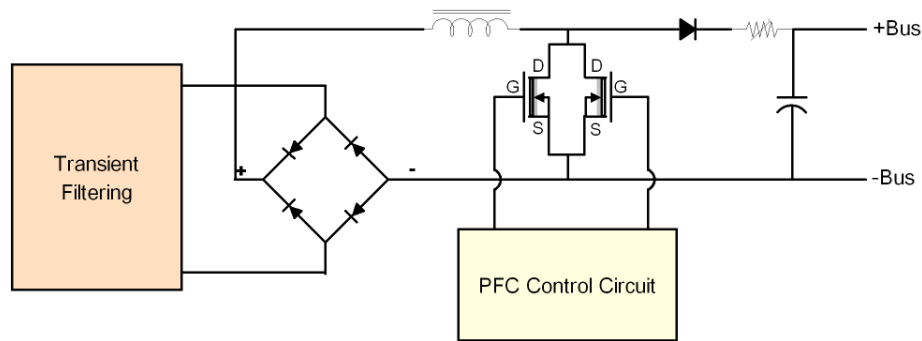 +Bus
D D
G G
S S
Transient
Filtering
+ -
-Bus
PFC Control Circuit